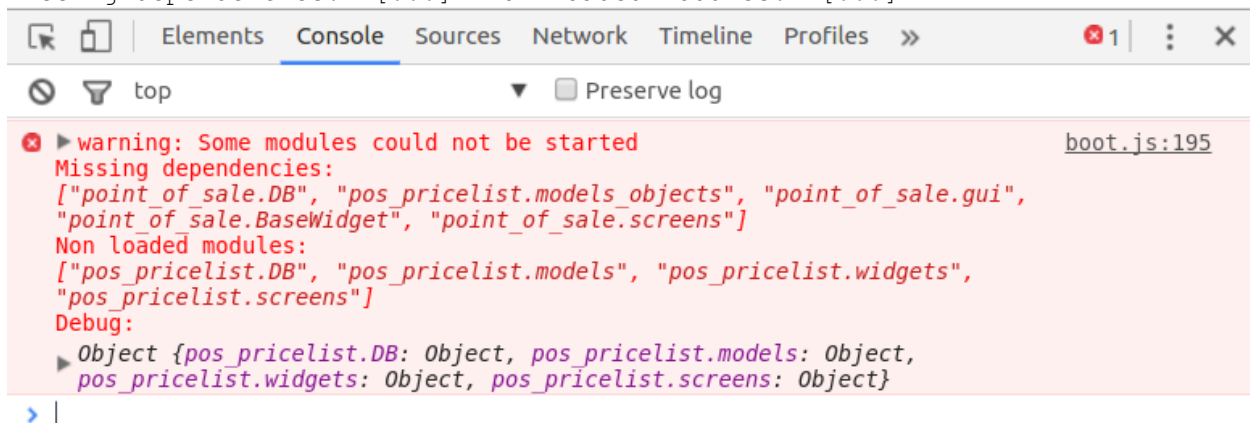 Elements Console Sources Network Timeline Profiles » 1
top Preserve log
warning: Some modules could not be started boot.js:195
Missing dependencies:
["point_of_sale.DB", "pos_pricelist.models_objects", "point_of_sale.gui",
"point_of_sale.BaseWidget", "point_of_sale.screens"]
Non loaded modules:
["pos_pricelist.DB", "pos_pricelist.models", "pos_pricelist.widgets",
"pos_pricelist.screens"]
Debug:
Object {pos_pricelist.DB: Object, pos_pricelist.models: Object,
pos_pricelist.widgets: Object, pos_pricelist.screens: Object}